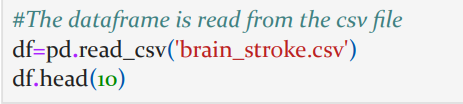 #The dataframe is read from the csv file
df=pd.read_csv('brain_stroke.csv')
df.head(10)